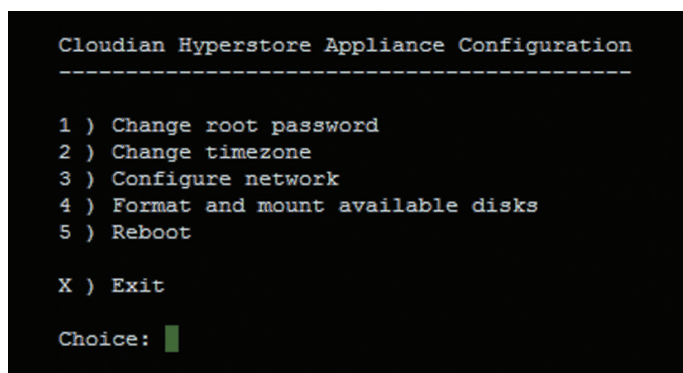 Cloudian Hyperstore Appliance Configuration
-------------------------------------------
1 ) Change root password
2 ) Change timezone
3 ) Configure network
4 ) Format and mount available disks
5 ) Reboot
X ) Exit
Choice: